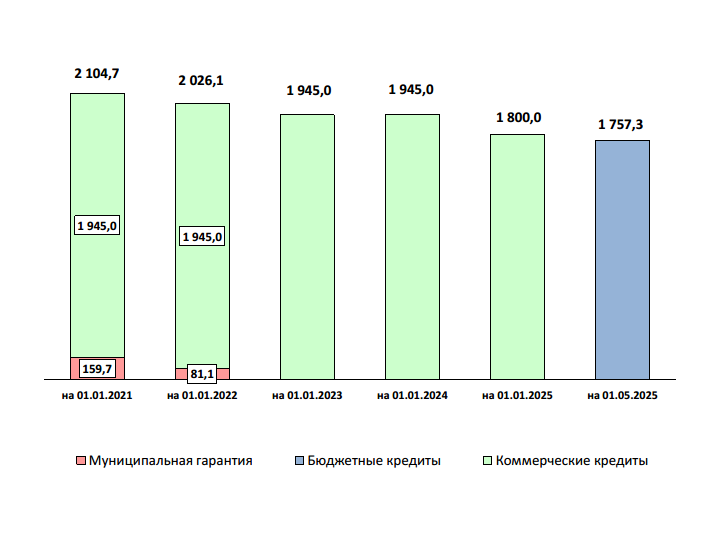 2 104,7
2 026,1
1 945,0
1 945,0
1 800,0
1 757,3
1 945,0
1 945,0
159,7
81,1
на 01.01.2021
на 01.01.2022
на 01.01.2023
на 01.01.2024
на 01.01.2025
на 01.05.2025
Муниципальная гарантия
Бюджетные кредиты
Коммерческие кредиты